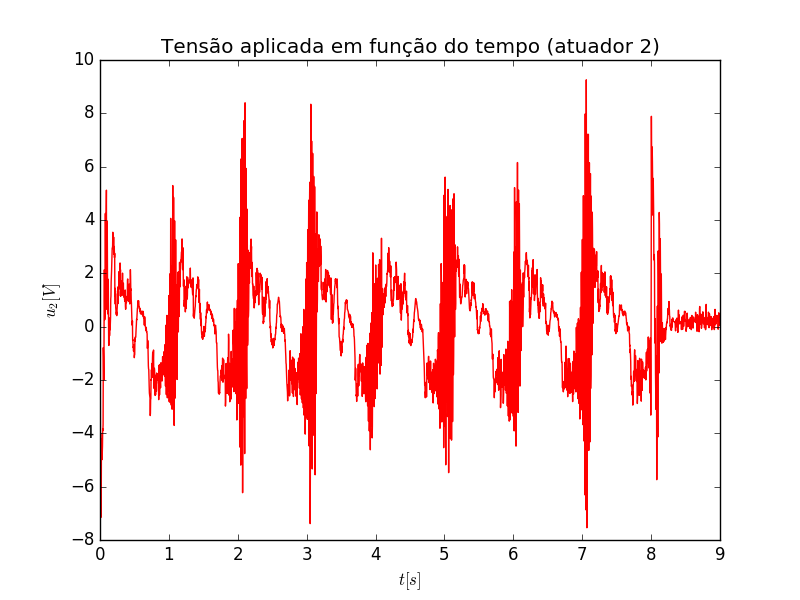 Tensão aplicada em função do tempo (atuador 2)
10
8
6
4
2
0
−2
−4
−6
−8
u₂[V]
0 1 2 3 4 5 6 7 8 9
t[s]